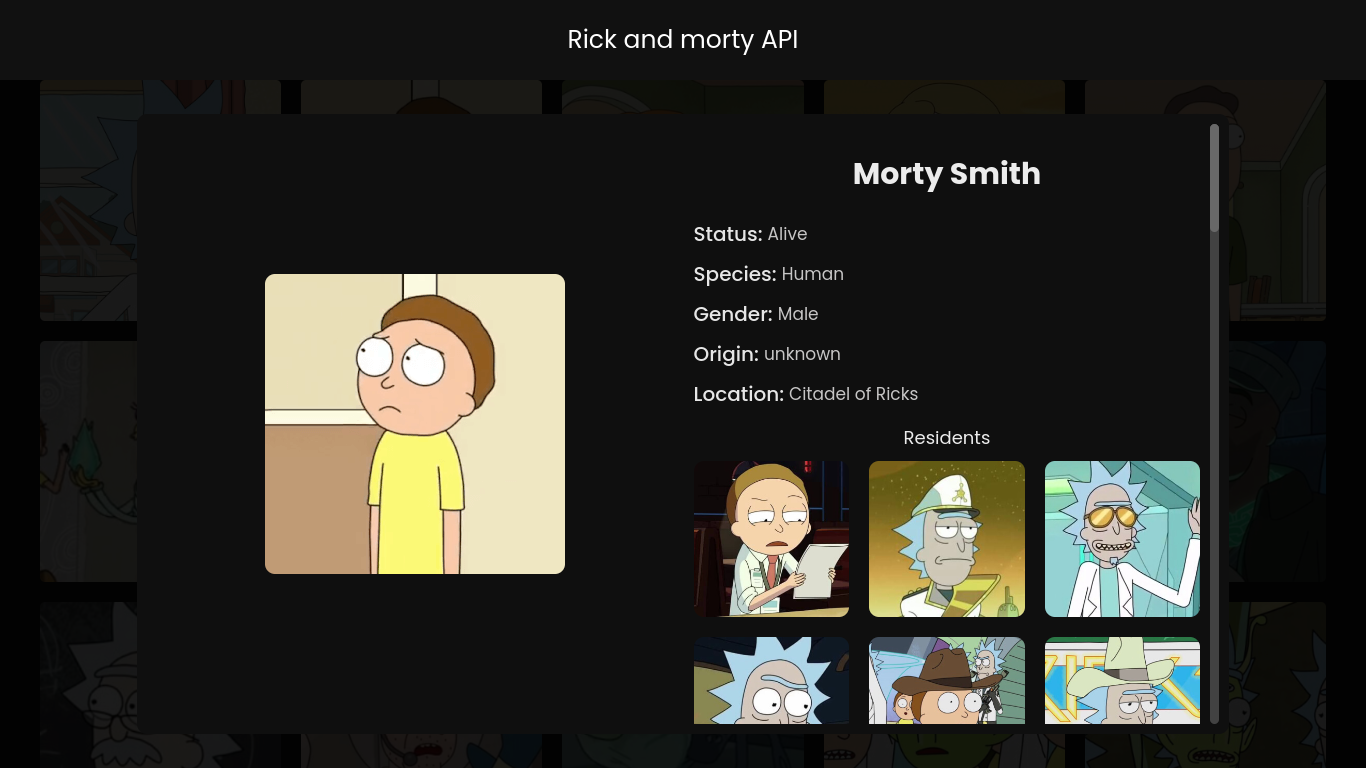 Rick and morty API
Morty Smith
Status: Alive
Species: Human
Gender: Male
Origin: unknown
Location: Citadel of Ricks
Residents